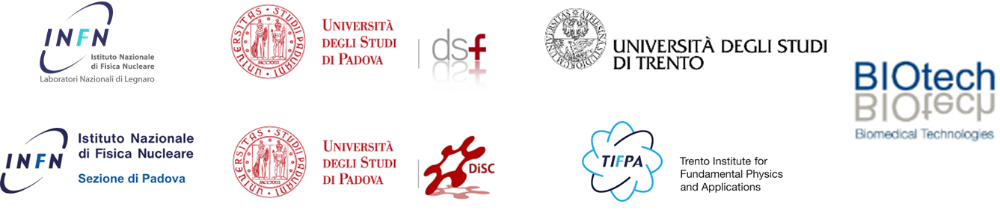 INFN
Istituto Nazionale
di Fisica Nucleare
Laboratori Nazionali di Legnaro
UNIVERSITÀ
DEGLI STUDI
DI PADOVA
dsf
UNIVERSITÀ DEGLI STUDI
DI TRENTO
BIOtech
Biomedical Technologies
INFN
Istituto Nazionale
di Fisica Nucleare
Sezione di Padova
UNIVERSITÀ
DEGLI STUDI
DI PADOVA
DiSC
TIFPA
Trento Institute for
Fundamental Physics
and Applications